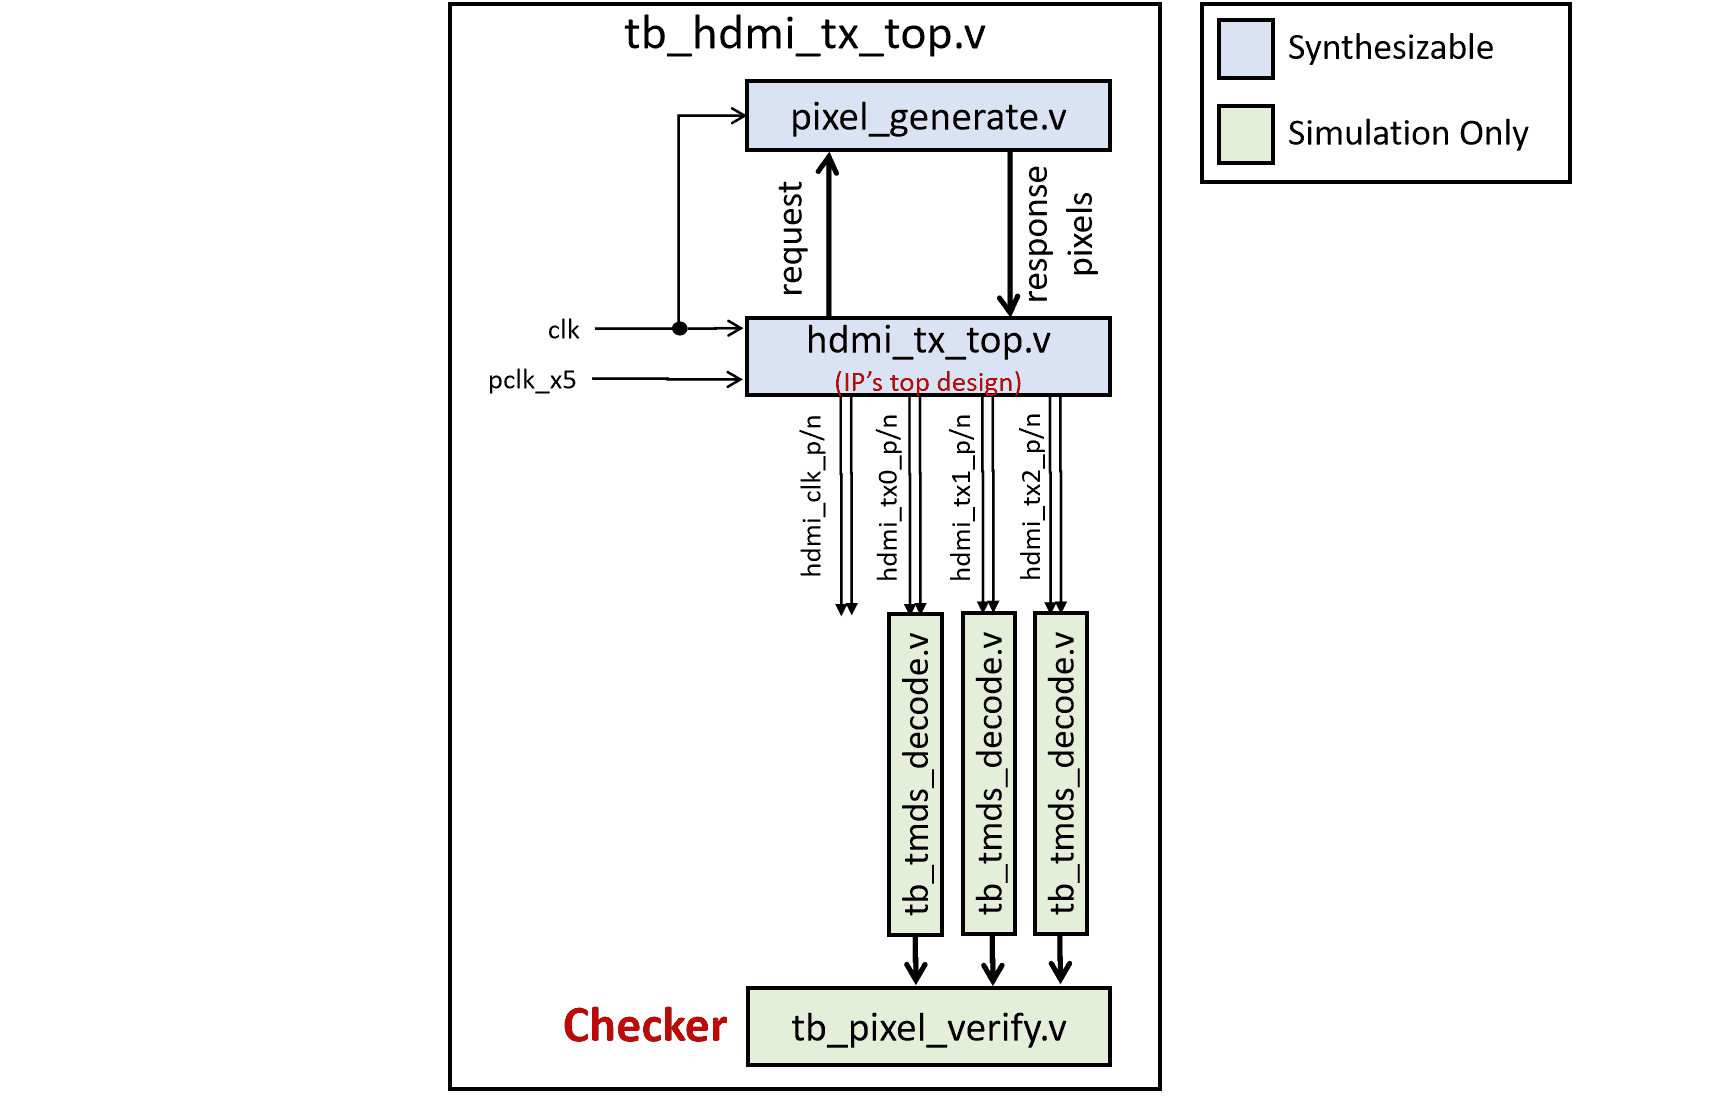 tb_hdmi_tx_top.v
Synthesizable
Simulation Only
pixel_generate.v
request
response
pixels
clk
pclk_x5
hdmi_tx_top.v
(IP's top design)
hdmi_clk_p/n
hdmi_tx0_p/n
hdmi_tx1_p/n
hdmi_tx2_p/n
tb_tmds_decode.v
tb_tmds_decode.v
tb_tmds_decode.v
Checker
tb_pixel_verify.v